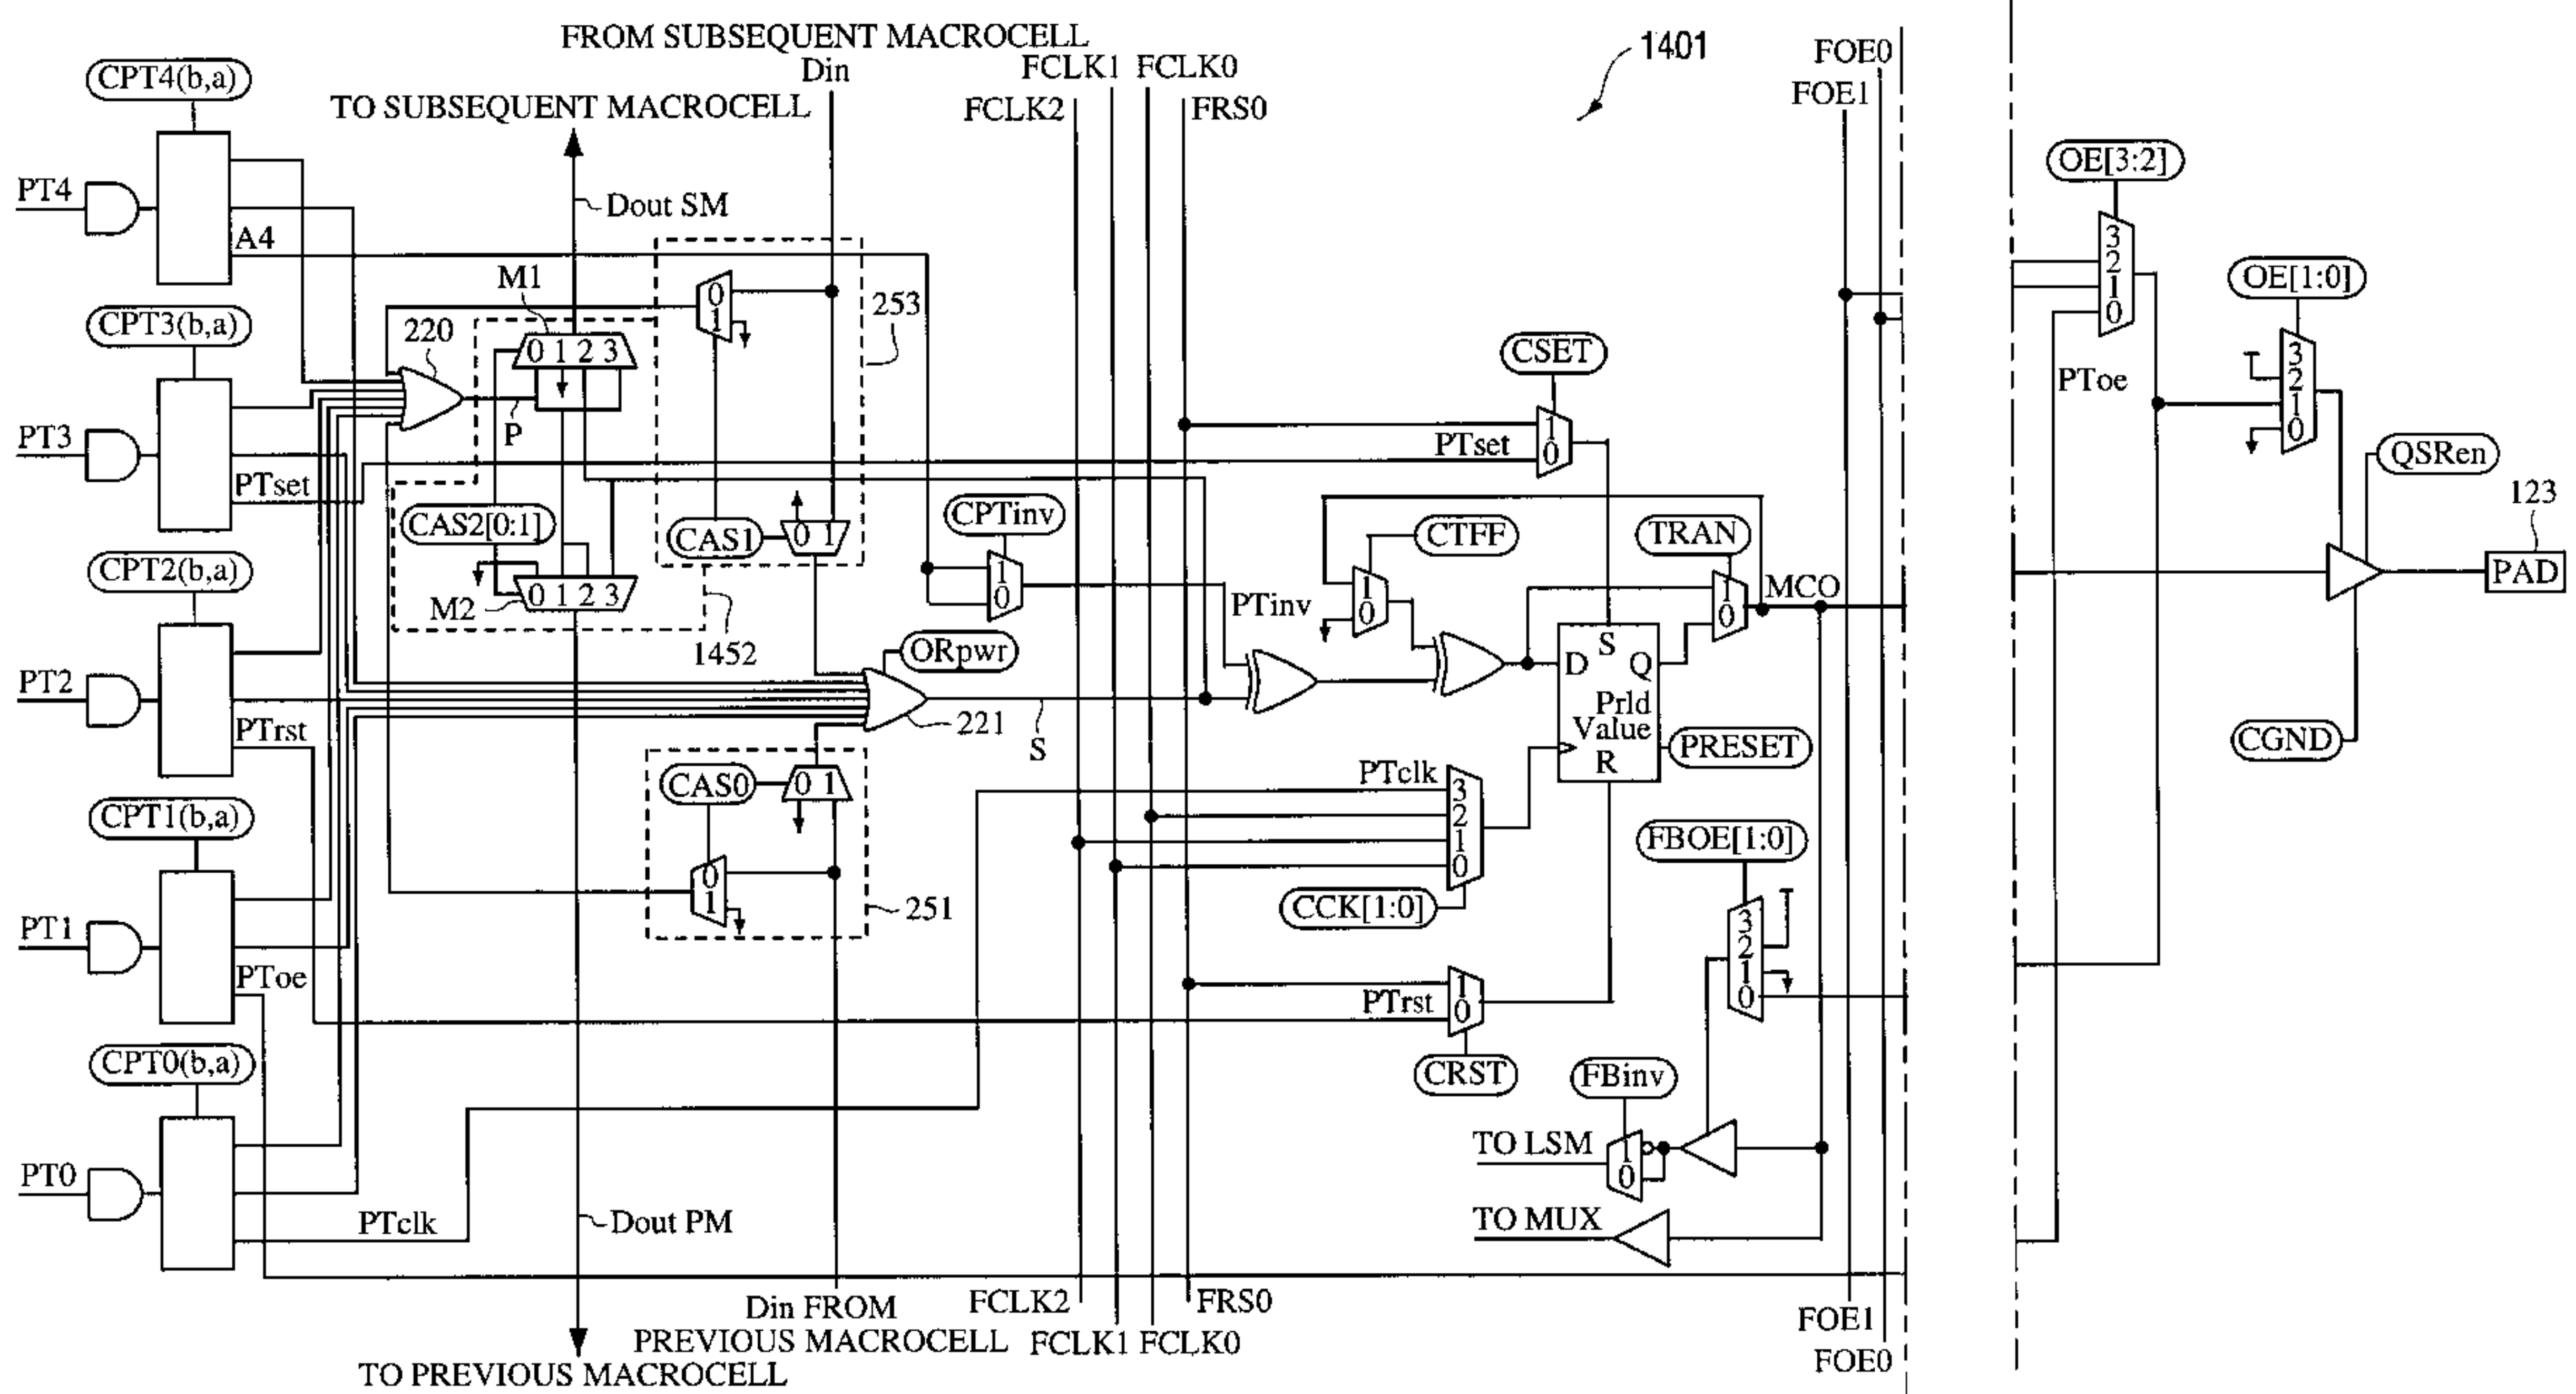 FROM SUBSEQUENT MACROCELL
Din
TO SUBSEQUENT MACROCELL
FCLK1 FCLK0
FCLK2 FRS0
1401
FOE0
FOE1
CPT4(b,a)
PT4
A4
Dout SM
M1
253
OE[3:2]
3
2
1
0
OE[1:0]
3
2
1
0
PToe
QSRen
123
PAD
CGND
CPT3(b,a)
PT3
PTset
220
P
0 1 2 3
0
1
CAS2[0:1]
CAS1
0 1
M2
0 1 2 3
1452
CPTinv
1
0
PTinv
CSET
PTset
1
0
CTFF
1
0
TRAN
1
0
MCO
CPT2(b,a)
PT2
PTrst
ORpwr
221
S
D
S
Q
Prld
Value
R
PRESET
CPT1(b,a)
PT1
PToe
CAS0
0 1
0
1
251
PTclk
3
2
1
0
CCK[1:0]
FBOE[1:0]
3
2
1
0
PTrst
1
0
CRST
FBinv
CPT0(b,a)
PT0
PTclk
Dout PM
TO LSM
1
0
TO MUX
Din FROM
PREVIOUS MACROCELL
TO PREVIOUS MACROCELL
FCLK2 FRS0
FCLK1 FCLK0
FOE1
FOE0